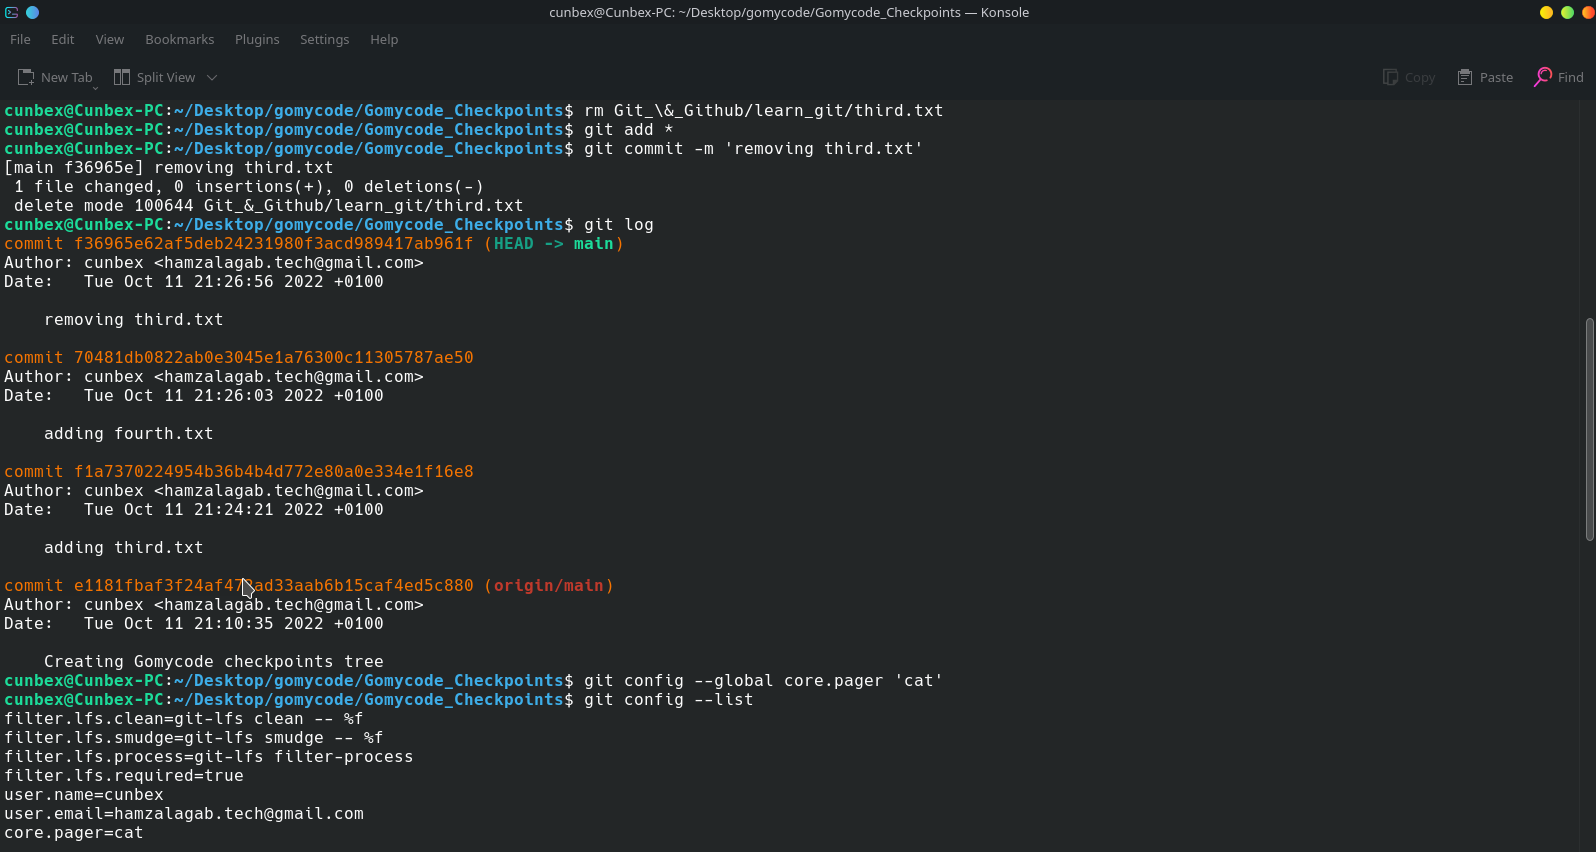 cunbex@Cunbex-PC: ~/Desktop/gomycode/Gomycode_Checkpoints — Konsole
File Edit View Bookmarks Plugins Settings Help
New Tab Split View Copy Paste Find
cunbex@Cunbex-PC:~/Desktop/gomycode/Gomycode_Checkpoints$ rm Git_\&_Github/learn_git/third.txt
cunbex@Cunbex-PC:~/Desktop/gomycode/Gomycode_Checkpoints$ git add *
cunbex@Cunbex-PC:~/Desktop/gomycode/Gomycode_Checkpoints$ git commit -m 'removing third.txt'
[main f36965e] removing third.txt
 1 file changed, 0 insertions(+), 0 deletions(-)
 delete mode 100644 Git_&_Github/learn_git/third.txt
cunbex@Cunbex-PC:~/Desktop/gomycode/Gomycode_Checkpoints$ git log
commit f36965e62af5deb24231980f3acd989417ab961f (HEAD -> main)
Author: cunbex <hamzalagab.tech@gmail.com>
Date:   Tue Oct 11 21:26:56 2022 +0100
    removing third.txt
commit 70481db0822ab0e3045e1a76300c11305787ae50
Author: cunbex <hamzalagab.tech@gmail.com>
Date:   Tue Oct 11 21:26:03 2022 +0100
    adding fourth.txt
commit f1a7370224954b36b4b4d772e80a0e334e1f16e8
Author: cunbex <hamzalagab.tech@gmail.com>
Date:   Tue Oct 11 21:24:21 2022 +0100
    adding third.txt
commit (origin/main)
Author: cunbex <hamzalagab.tech@gmail.com>
Date:   Tue Oct 11 21:10:35 2022 +0100
    Creating Gomycode checkpoints tree
cunbex@Cunbex-PC:~/Desktop/gomycode/Gomycode_Checkpoints$ git config --global core.pager 'cat'
cunbex@Cunbex-PC:~/Desktop/gomycode/Gomycode_Checkpoints$ git config --list
filter.lfs.clean=git-lfs clean -- %f
filter.lfs.smudge=git-lfs smudge -- %f
filter.lfs.process=git-lfs filter-process
filter.lfs.required=true
user.name=cunbex
user.email=hamzalagab.tech@gmail.com
core.pager=cat